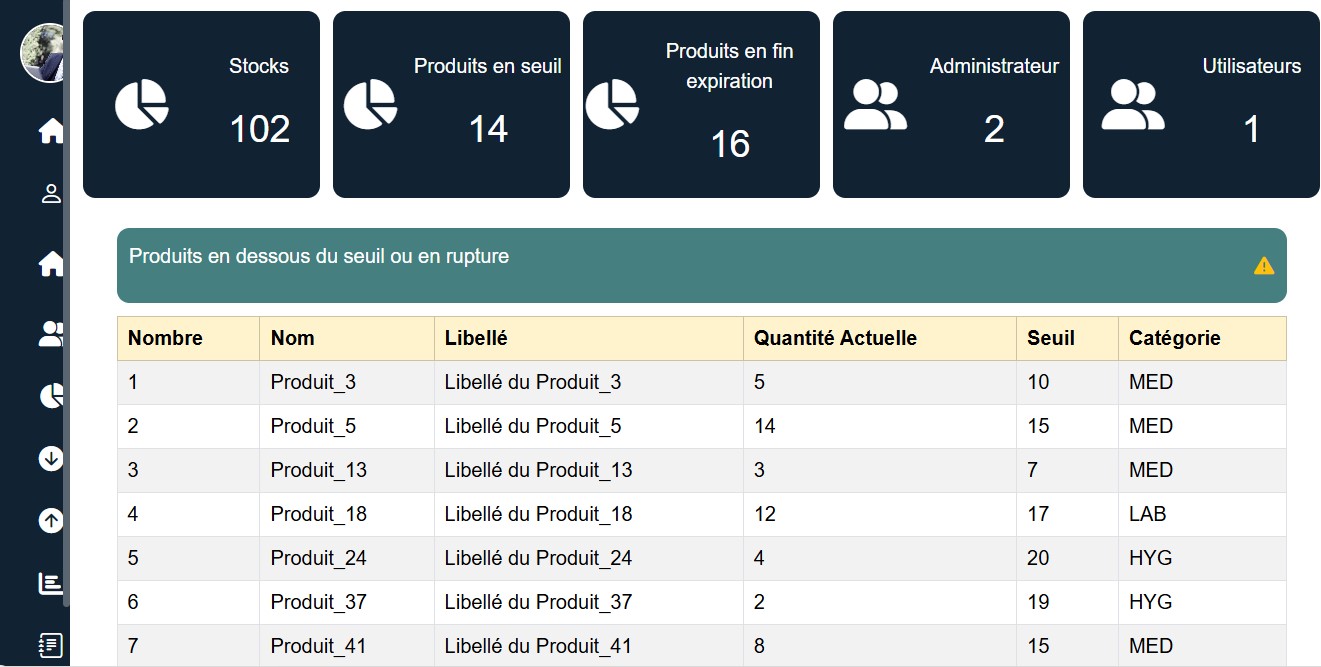 Stocks
102
Produits en seuil
14
Produits en fin
expiration
16
Administrateur
2
Utilisateurs
1
Produits en dessous du seuil ou en rupture
Nombre Nom Libellé Quantité Actuelle Seuil Catégorie
1 Produit_3 Libellé du Produit_3 5 10 MED
2 Produit_5 Libellé du Produit_5 14 15 MED
3 Produit_13 Libellé du Produit_13 3 7 MED
4 Produit_18 Libellé du Produit_18 12 17 LAB
5 Produit_24 Libellé du Produit_24 4 20 HYG
6 Produit_37 Libellé du Produit_37 2 19 HYG
7 Produit_41 Libellé du Produit_41 8 15 MED